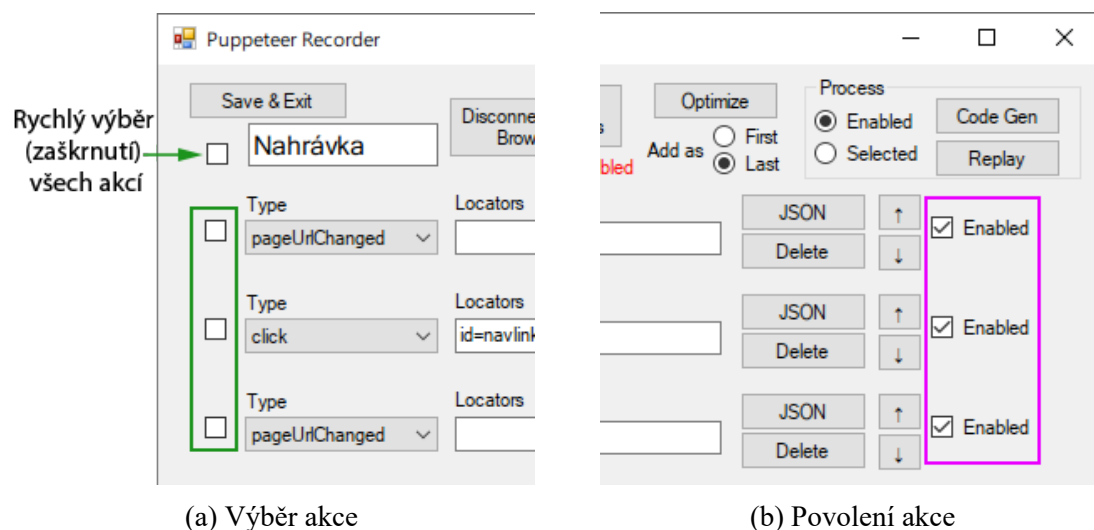 Puppeteer Recorder
Save & Exit
Rychlý výběr
(zaškrnutí)
všech akcí
Nahrávka
Disconne
Brow
Type
Locators
pageUrlChanged
Type
Locators
click
id=navlink
Type
Locators
pageUrlChanged
(a) Výběr akce
s
bled
Optimize
Add as
First
Last
Process
Enabled
Selected
Code Gen
Replay
JSON
↑
Delete
↓
Enabled
JSON
↑
Delete
↓
Enabled
JSON
↑
Delete
↓
Enabled
(b) Povolení akce